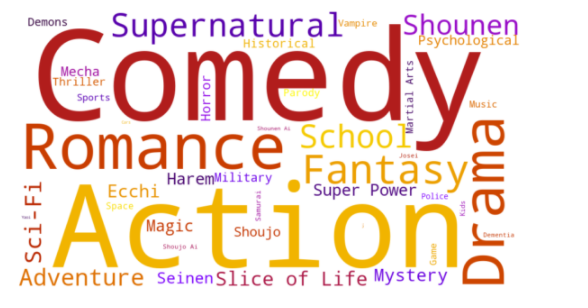 Demons
Supernatural
Vampire
Shounen
Historical
Psychological
Comedy
Mecha
Thriller
Sports
Horror
Parody
Martial Arts
Music
Romance
Shounen Ai
School
Josei
Fantasy
Drama
Harem
Military
Super Power
Police
Kids
Sci-Fi
Ecchi
Space
Action
Samurai
Magic
Shoujo
Shoujo Ai
Game
Dementia
Adventure
Seinen
Slice of Life
Mystery